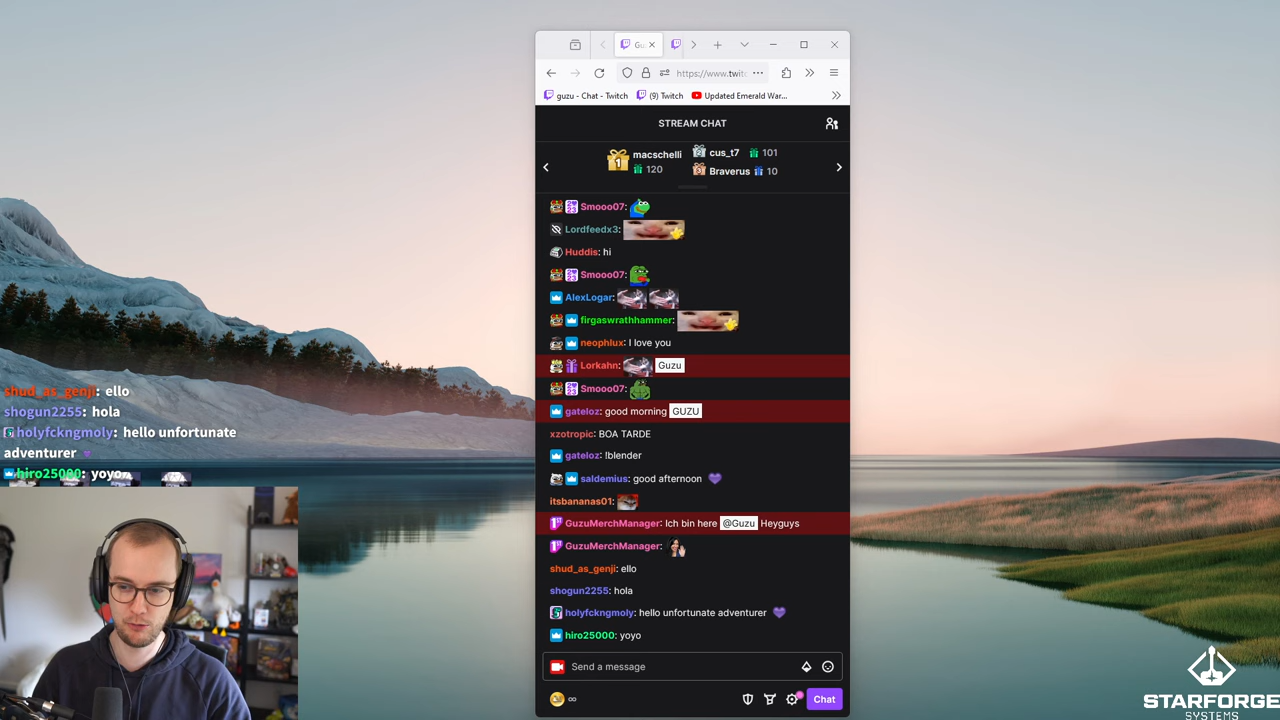 Gu
https://www.twitc
guzu - Chat - Twitch
(9) Twitch
Updated Emerald War...
STREAM CHAT
1
macschelli
120
cus_t7 101
Braverus 10
Smooo07:
Lordfeedx3:
Huddis: hi
Smooo07:
AlexLogar:
firgaswrathhammer:
neophlux: I love you
Lorkahn: Guzu
Smooo07:
gateloz: good morning GUZU
xzotropic: BOA TARDE
gateloz: !blender
saldemius: good afternoon
itsbananas01:
GuzuMerchManager: Ich bin here @Guzu Heyguys
GuzuMerchManager:
shud_as_genji: ello
shogun2255: hola
holyfckngmoly: hello unfortunate adventurer
hiro25000: yoyo
Send a message
Chat
shud_as_genji: ello
shogun2255: hola
holyfckngmoly: hello unfortunate
adventurer
hiro25000: yoyo
STARFORGE
SYSTEMS